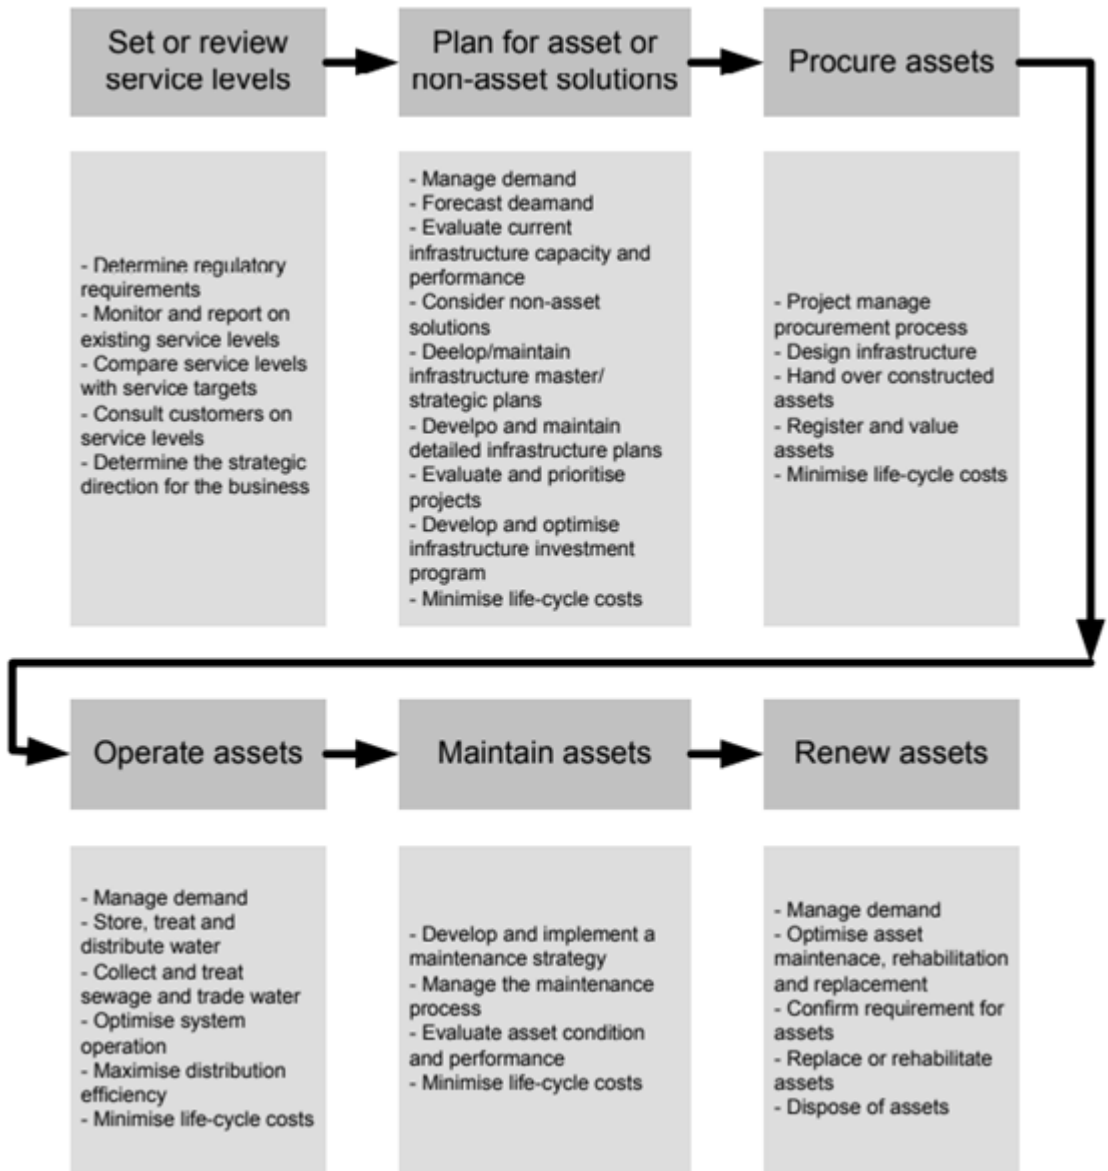 Set or review
service levels
Plan for asset or
non-asset solutions
Procure assets
- Determine regulatory
requirements
- Monitor and report on
existing service levels
- Compare service levels
with service targets
- Consult customers on
service levels
- Determine the strategic
direction for the business
- Manage demand
- Forecast deamand
- Evaluate current
infrastructure capacity and
performance
- Consider non-asset
solutions
- Deelop/maintain
infrastructure master/
strategic plans
- Develpo and maintain
detailed infrastructure plans
- Evaluate and prioritise
projects
- Develop and optimise
infrastructure investment
program
- Minimise life-cycle costs
- Project manage
procurement process
- Design infrastructure
- Hand over constructed
assets
- Register and value
assets
- Minimise life-cycle costs
Operate assets
Maintain assets
Renew assets
- Manage demand
- Store, treat and
distribute water
- Collect and treat
sewage and trade water
- Optimise system
operation
- Maximise distribution
efficiency
- Minimise life-cycle costs
- Develop and implement a
maintenance strategy
- Manage the maintenance
process
- Evaluate asset condition
and performance
- Minimise life-cycle costs
- Manage demand
- Optimise asset
maintenace, rehabilitation
and replacement
- Confirm requirement for
assets
- Replace or rehabilitate
assets
- Dispose of assets